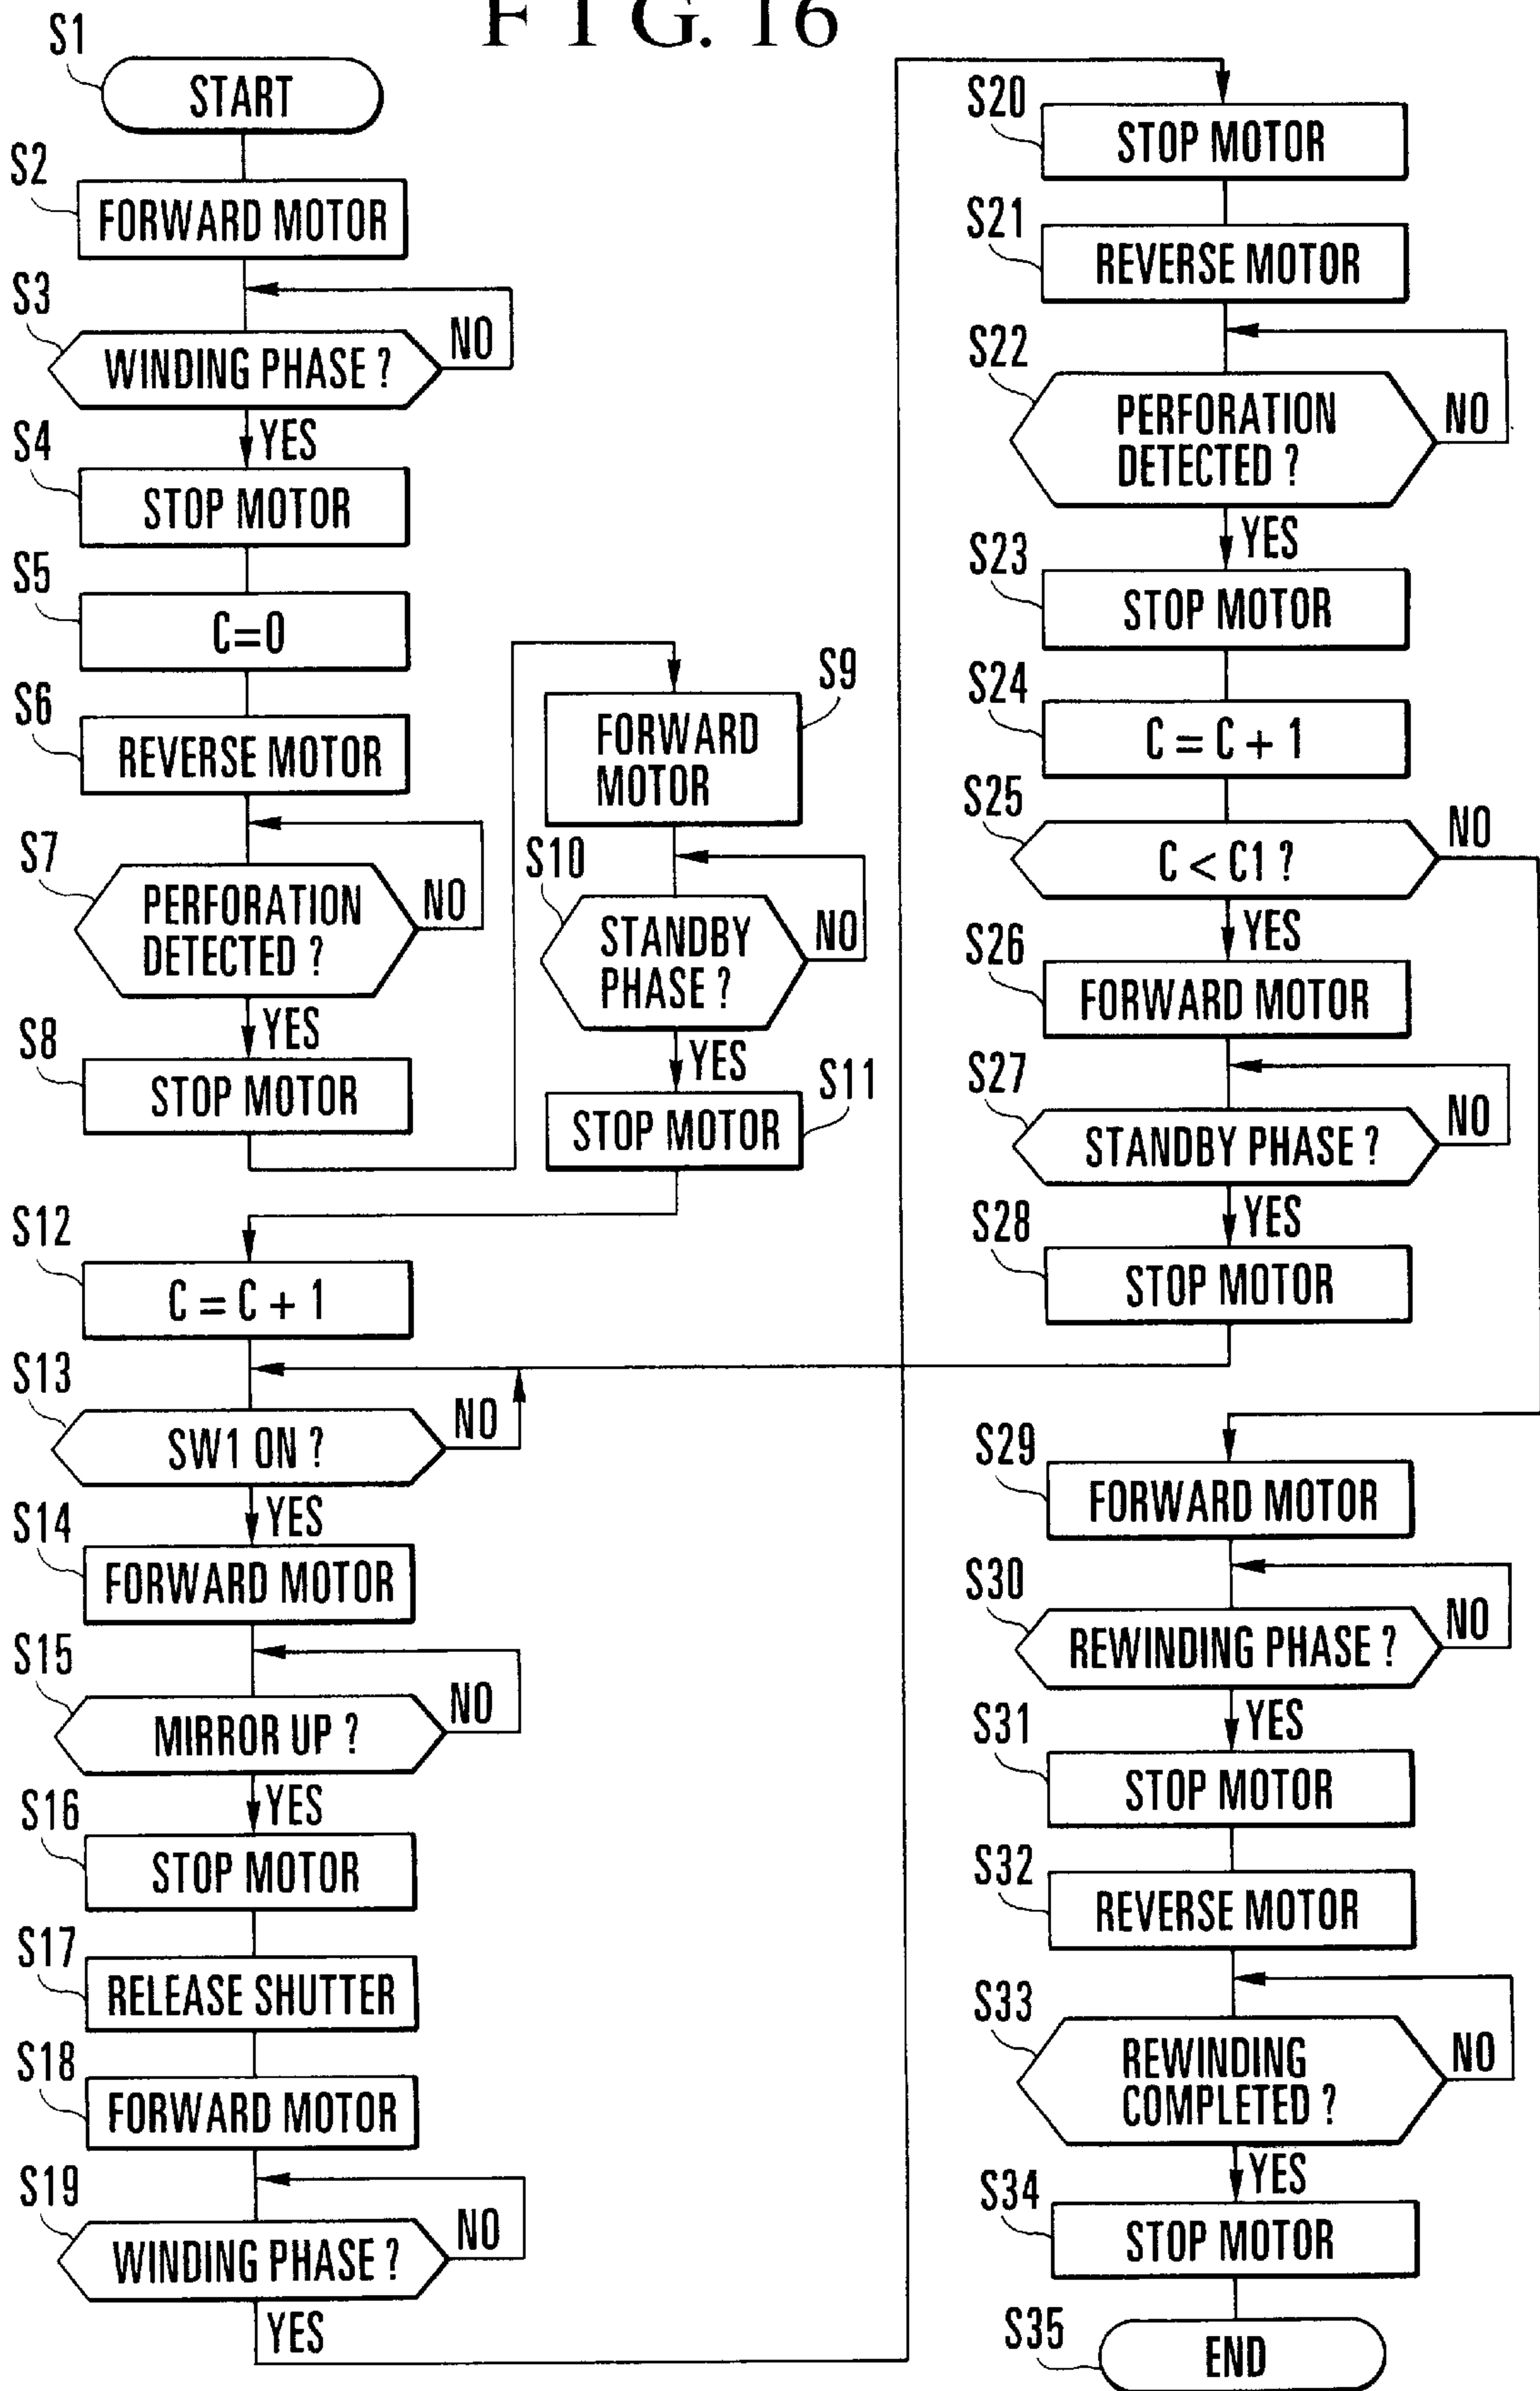 FIG. 16
S1
START
S2
FORWARD MOTOR
S3
WINDING PHASE ?
NO
YES
S4
STOP MOTOR
S5
C=0
S6
REVERSE MOTOR
S7
PERFORATION
DETECTED ?
NO
YES
S8
STOP MOTOR
S9
FORWARD
MOTOR
S10
STANDBY
PHASE ?
NO
YES
S11
STOP MOTOR
S12
C = C + 1
S13
SW1 ON ?
NO
YES
S14
FORWARD MOTOR
S15
MIRROR UP ?
NO
YES
S16
STOP MOTOR
S17
RELEASE SHUTTER
S18
FORWARD MOTOR
S19
WINDING PHASE ?
NO
YES
S20
STOP MOTOR
S21
REVERSE MOTOR
S22
PERFORATION
DETECTED ?
NO
YES
S23
STOP MOTOR
S24
C = C + 1
S25
C < C1 ?
NO
YES
S26
FORWARD MOTOR
S27
STANDBY PHASE ?
NO
YES
S28
STOP MOTOR
S29
FORWARD MOTOR
S30
REWINDING PHASE ?
NO
YES
S31
STOP MOTOR
S32
REVERSE MOTOR
S33
REWINDING
COMPLETED ?
NO
YES
S34
STOP MOTOR
S35
END